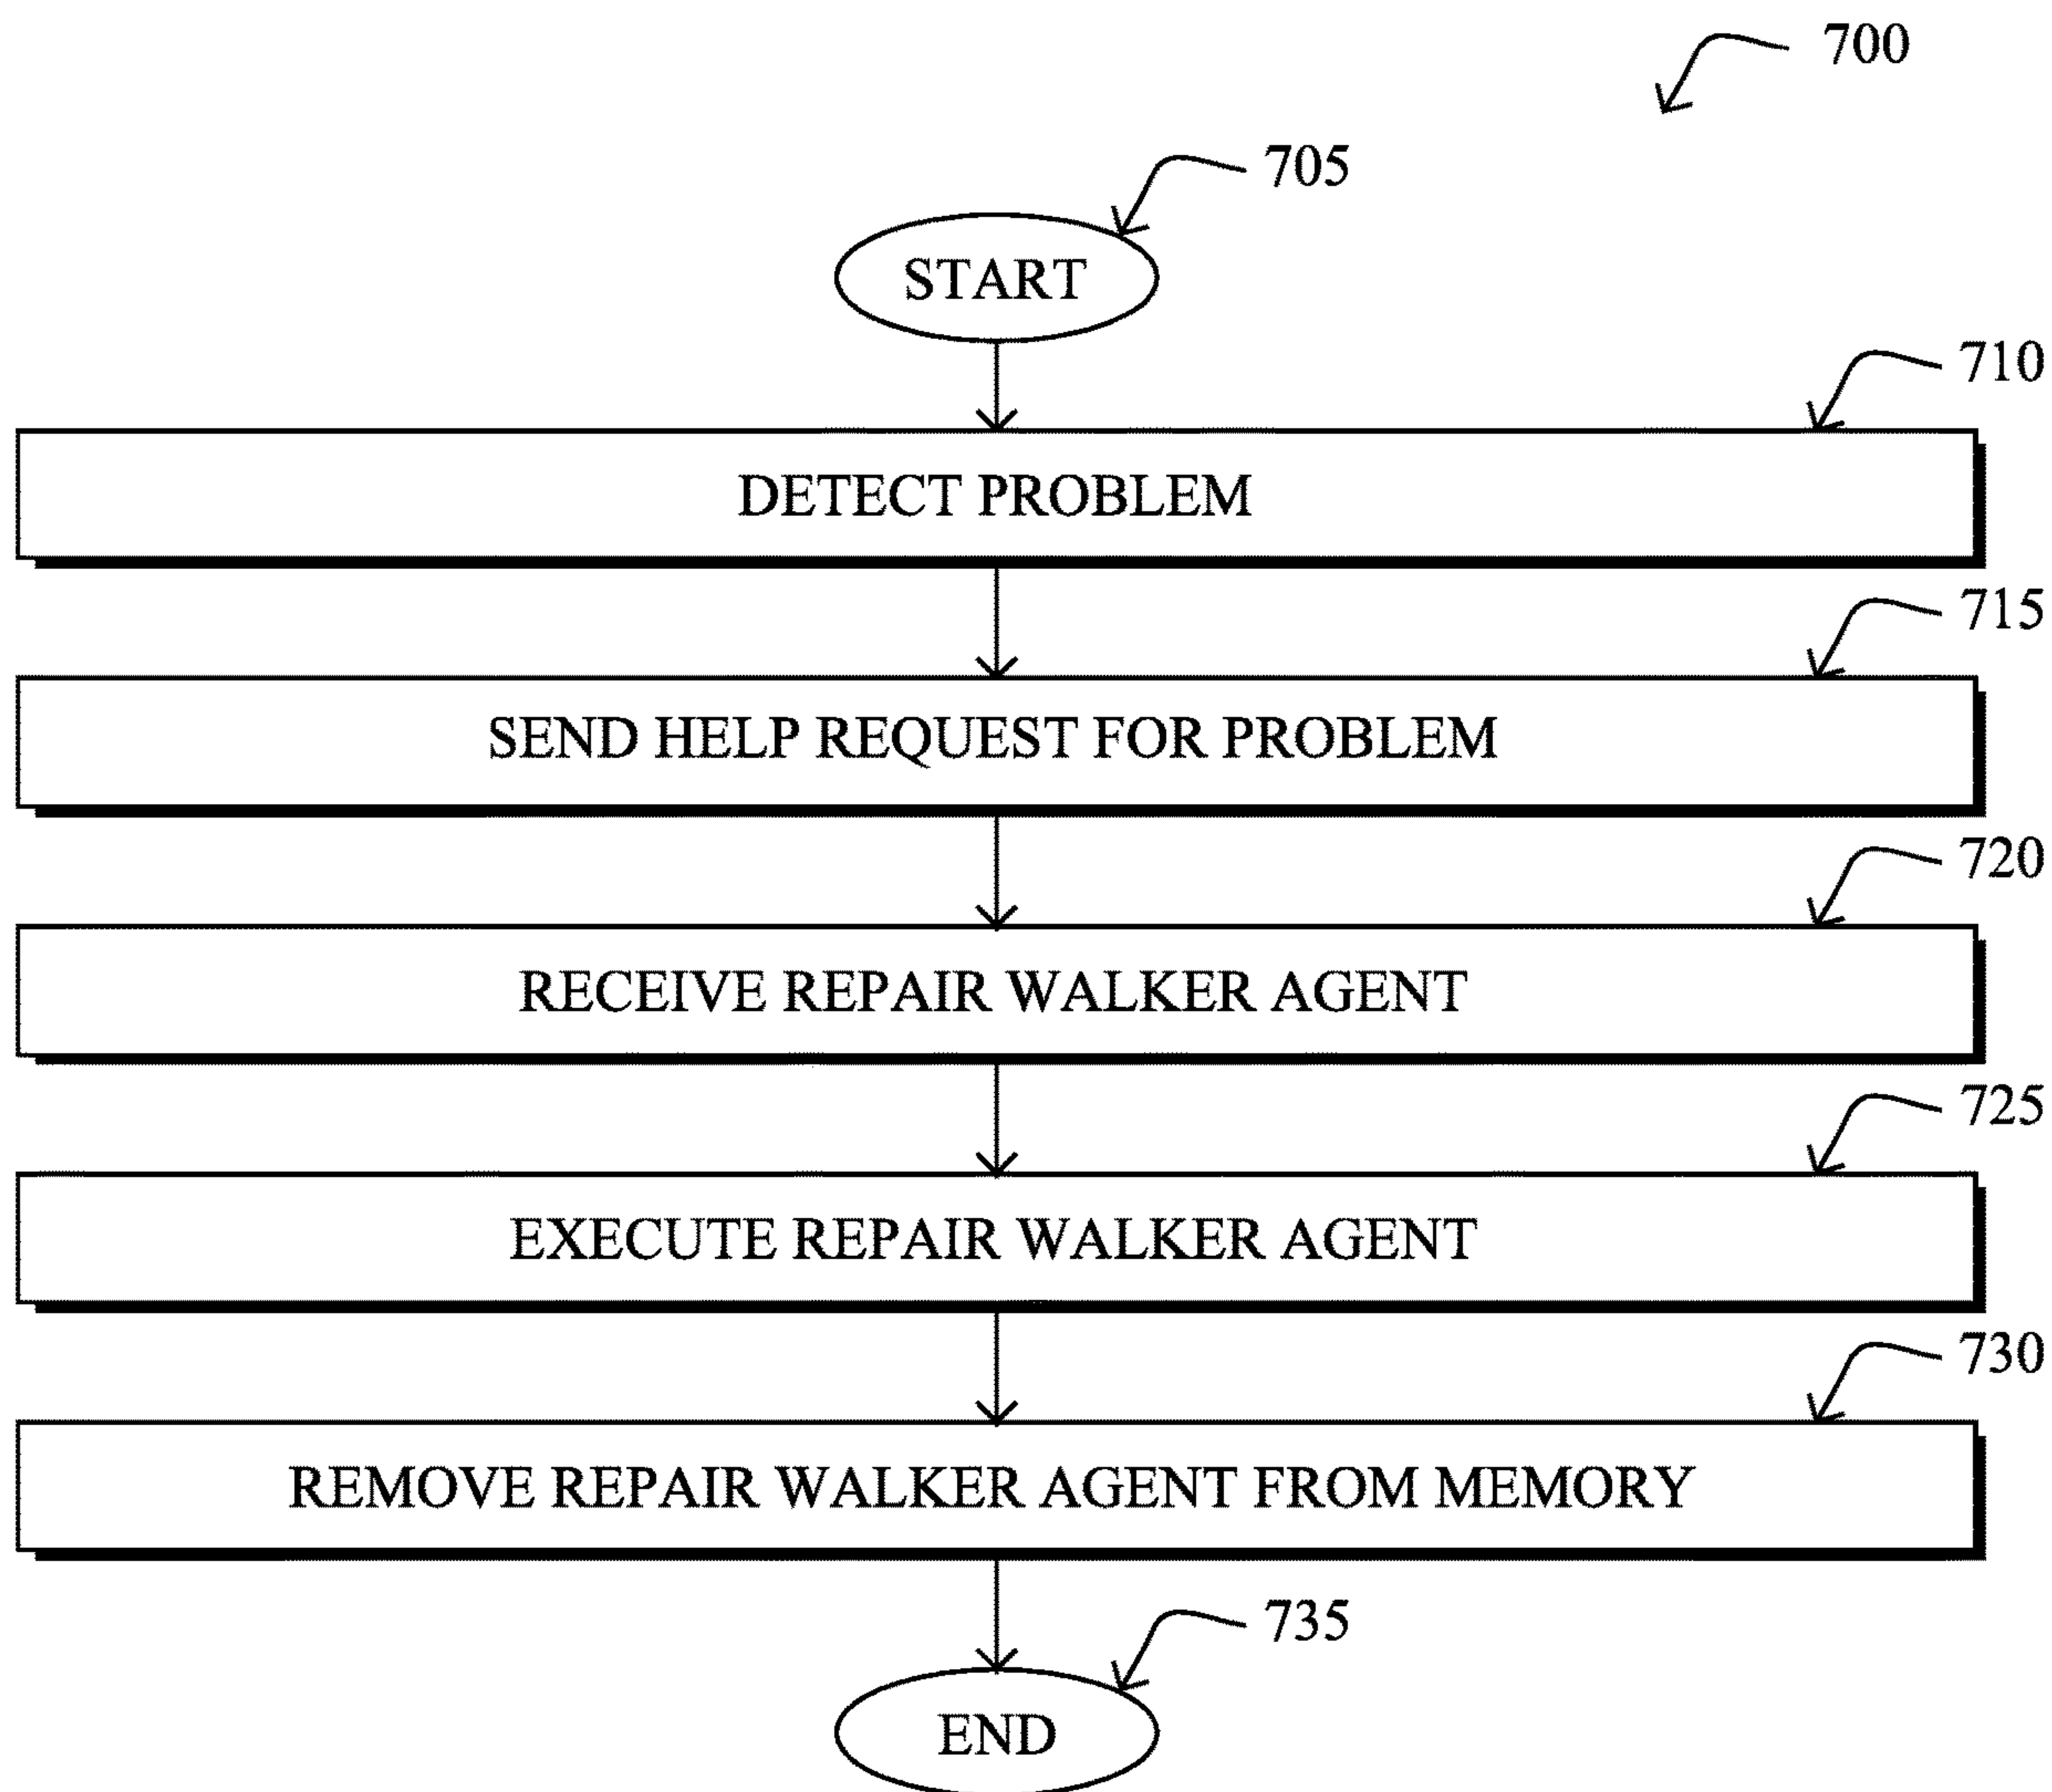 700
705
START
710
DETECT PROBLEM
715
SEND HELP REQUEST FOR PROBLEM
720
RECEIVE REPAIR WALKER AGENT
725
EXECUTE REPAIR WALKER AGENT
730
REMOVE REPAIR WALKER AGENT FROM MEMORY
735
END